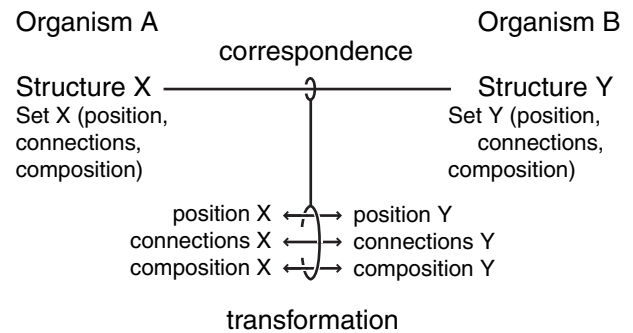 Organism A
Organism B
correspondence
Structure X
Structure Y
Set X (position,
connections,
composition)
Set Y (position,
connections,
composition)
position X
position Y
connections X
connections Y
composition X
composition Y
transformation